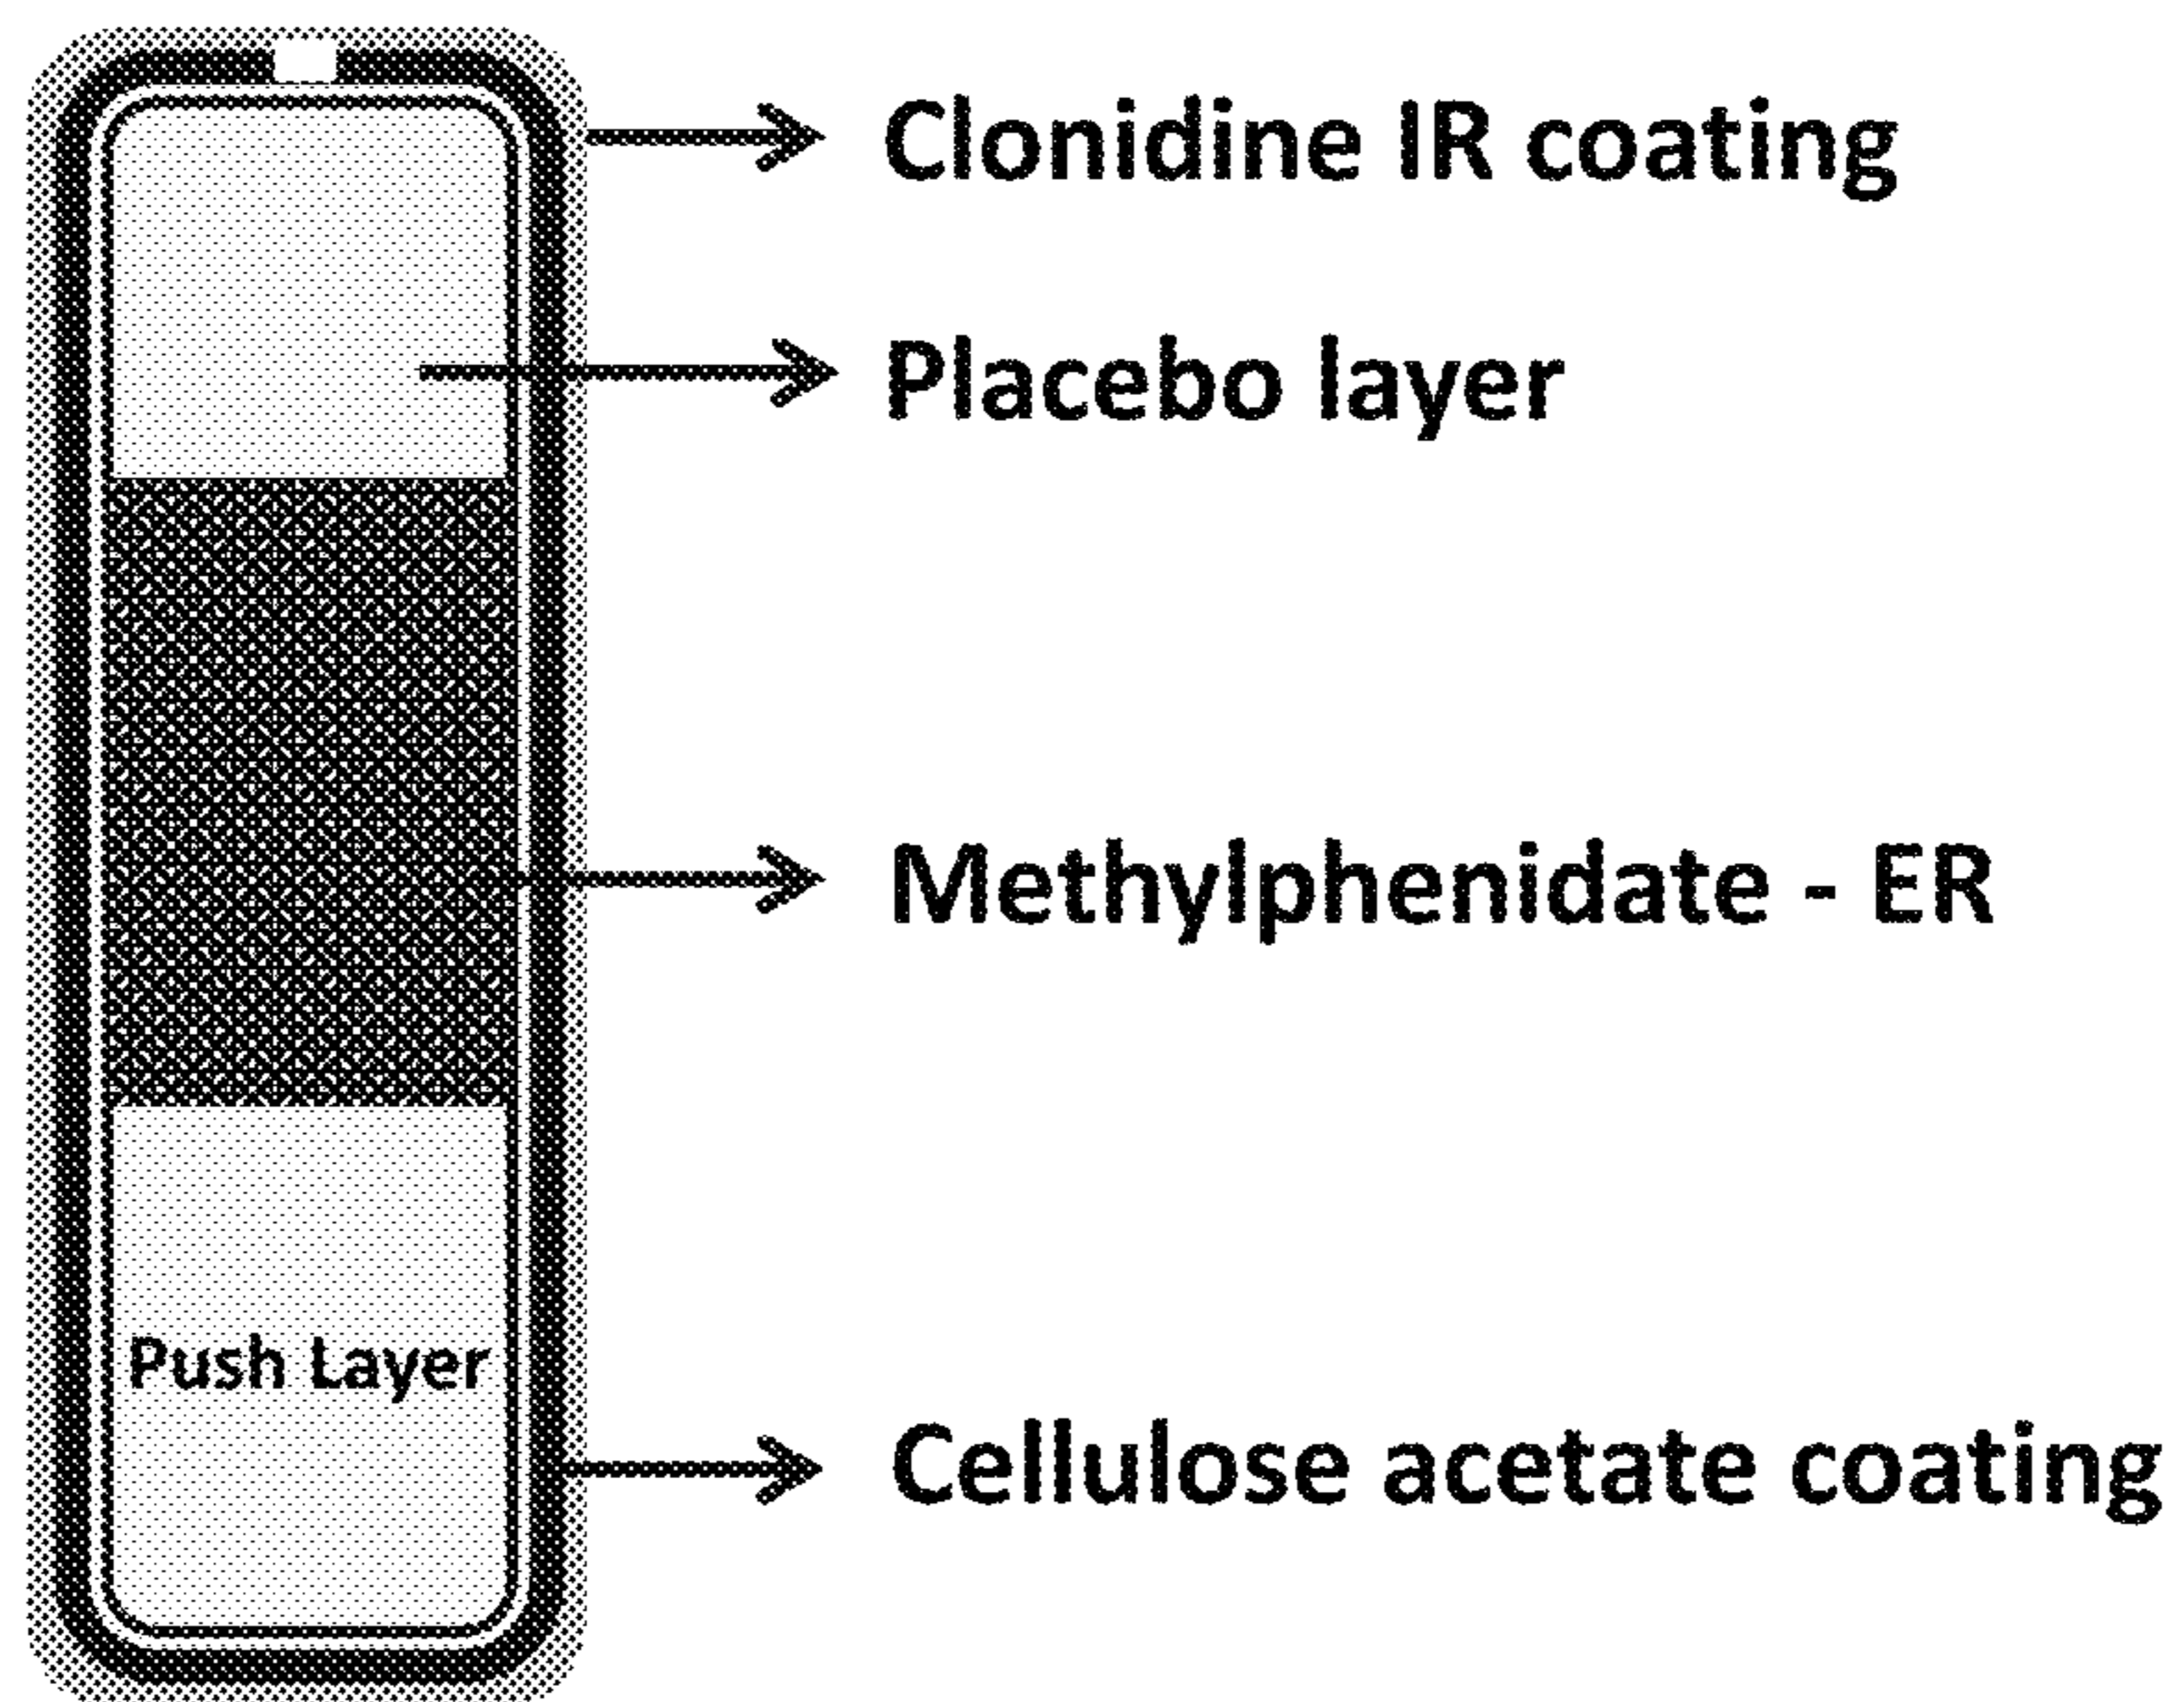 Clonidine IR coating
Placebo layer
Methylphenidate - ER
Push Layer
Cellulose acetate coating